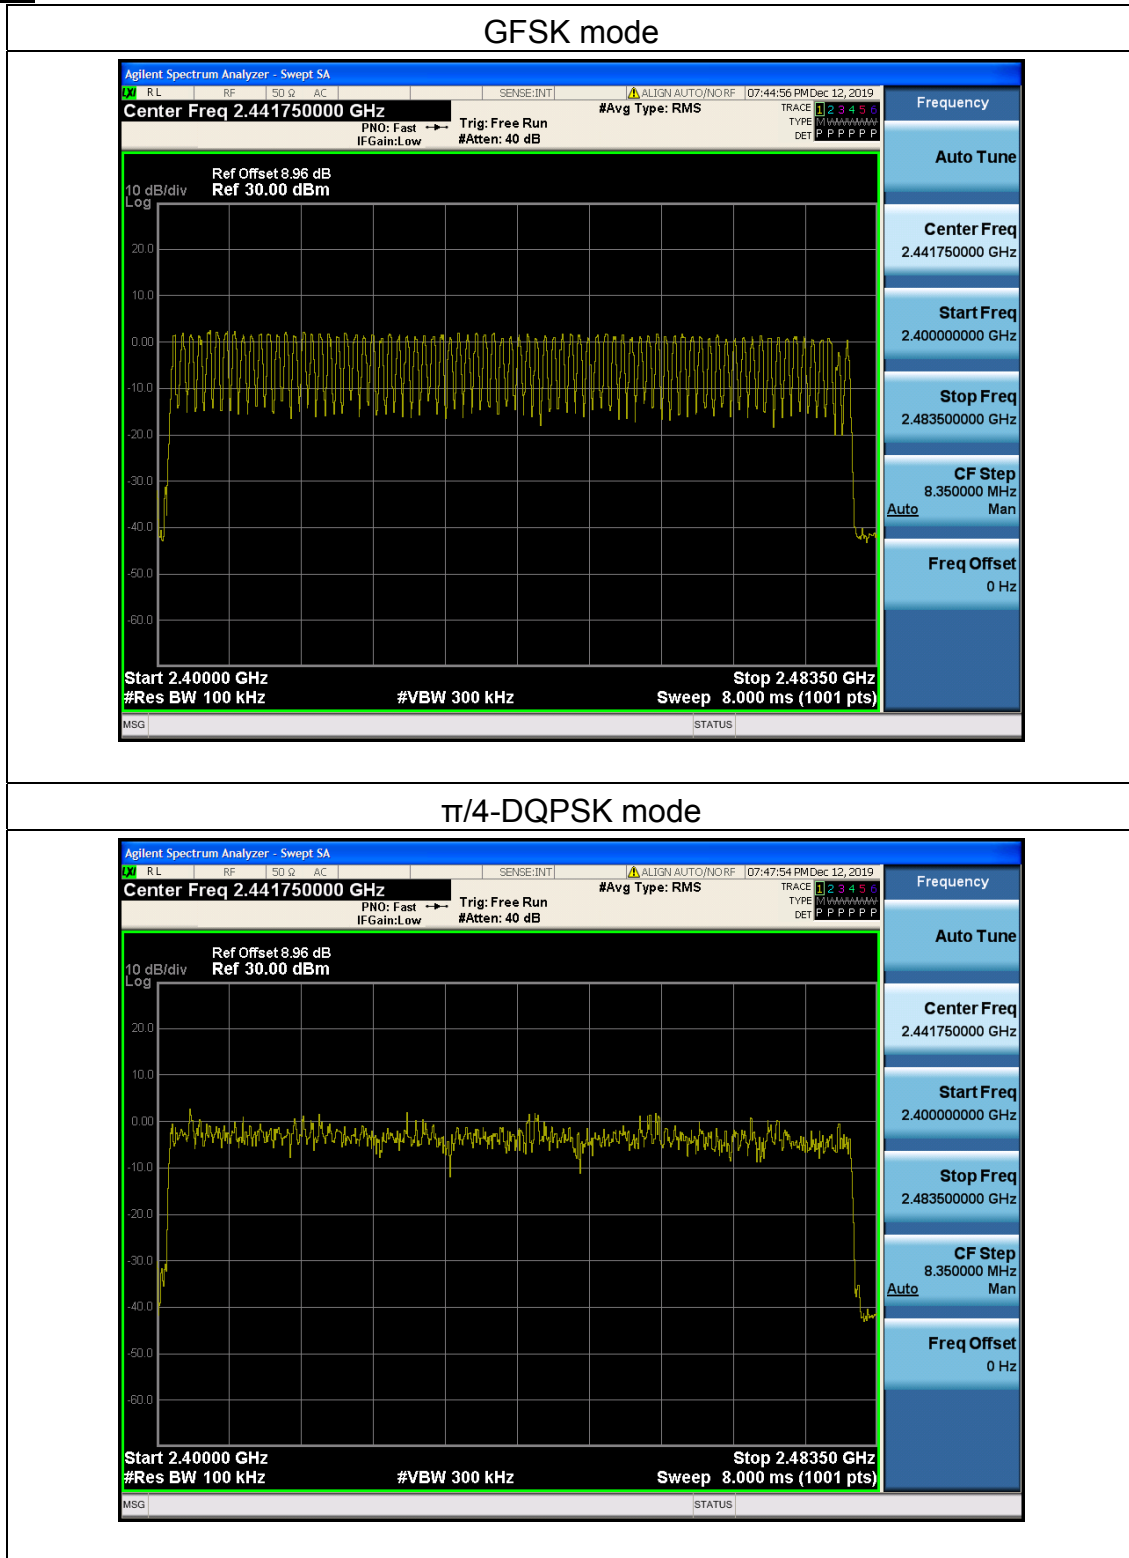 GFSK mode
Agilent Spectrum Analyzer - Swept SA
LXI RL RF 50 Ω AC SENSE:INT ALIGN AUTO/NO RF 07:44:56 PM Dec 12, 2019
Center Freq 2.441750000 GHz
PNO: Fast
IFGain:Low
Trig: Free Run
#Atten: 40 dB
#Avg Type: RMS
TRACE 1 2 3 4 5 6
TYPE M W W W W W
DET P P P P P P
Ref Offset 8.96 dB
10 dB/div Ref 30.00 dBm
Log
20.0
10.0
0.00
-10.0
-20.0
-30.0
-40.0
-50.0
-60.0
Start 2.40000 GHz Stop 2.48350 GHz
#Res BW 100 kHz #VBW 300 kHz Sweep 8.000 ms (1001 pts)
MSG STATUS
Frequency
Auto Tune
Center Freq
2.441750000 GHz
Start Freq
2.400000000 GHz
Stop Freq
2.483500000 GHz
CF Step
8.350000 MHz
Auto Man
Freq Offset
0 Hz
π/4-DQPSK mode
Agilent Spectrum Analyzer - Swept SA
LXI RL RF 50 Ω AC SENSE:INT ALIGN AUTO/NO RF 07:47:54 PM Dec 12, 2019
Center Freq 2.441750000 GHz
PNO: Fast
IFGain:Low
Trig: Free Run
#Atten: 40 dB
#Avg Type: RMS
TRACE 1 2 3 4 5 6
TYPE M W W W W W
DET P P P P P P
Ref Offset 8.96 dB
10 dB/div Ref 30.00 dBm
Log
20.0
10.0
0.00
-10.0
-20.0
-30.0
-40.0
-50.0
-60.0
Start 2.40000 GHz Stop 2.48350 GHz
#Res BW 100 kHz #VBW 300 kHz Sweep 8.000 ms (1001 pts)
MSG STATUS
Frequency
Auto Tune
Center Freq
2.441750000 GHz
Start Freq
2.400000000 GHz
Stop Freq
2.483500000 GHz
CF Step
8.350000 MHz
Auto Man
Freq Offset
0 Hz